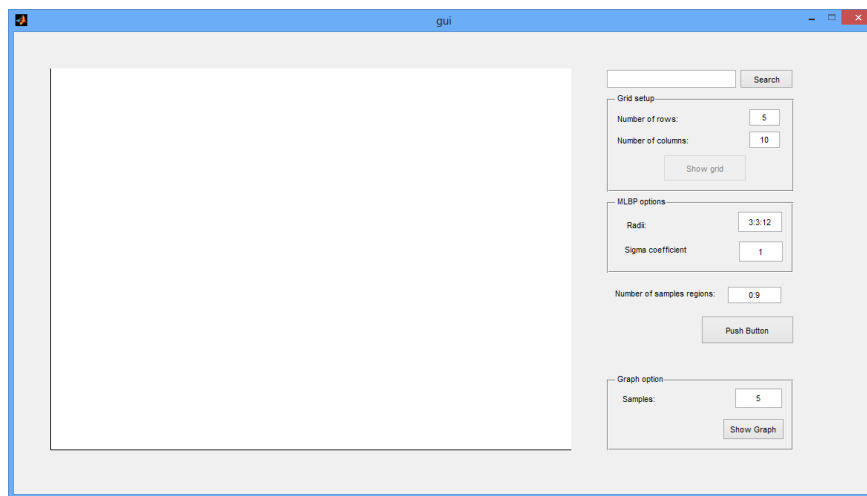 gui
Search
Grid setup
Number of rows: 5
Number of columns: 10
Show grid
MLBP options
Radii: 3:3:12
Sigma coefficient 1
Number of samples regions: 0:9
Push Button
Graph option
Samples: 5
Show Graph